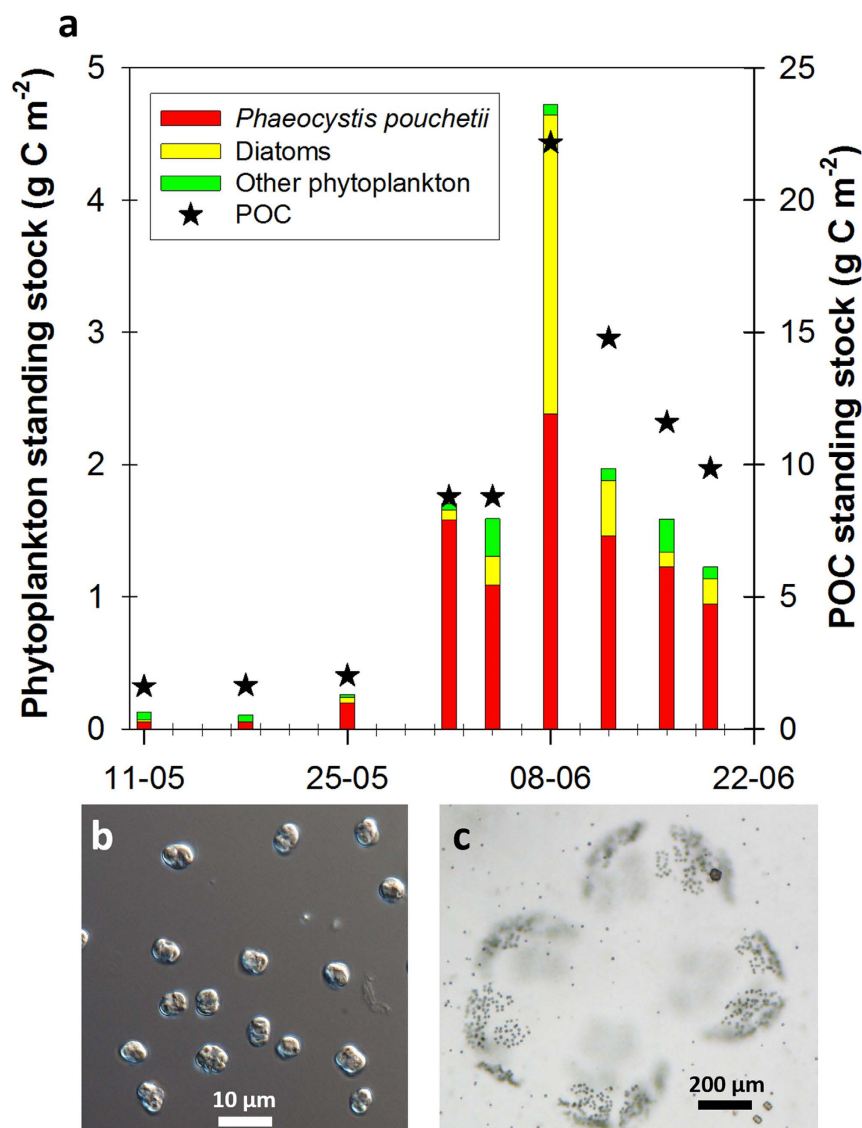 a
Phytoplankton standing stock (g C m⁻²)
5
4
3
2
1
0
Phaeocystis pouchetii
Diatoms
Other phytoplankton
POC
25
20
15
10
5
0
POC standing stock (g C m⁻²)
11-05
25-05
08-06
22-06
b
10 µm
c
200 µm